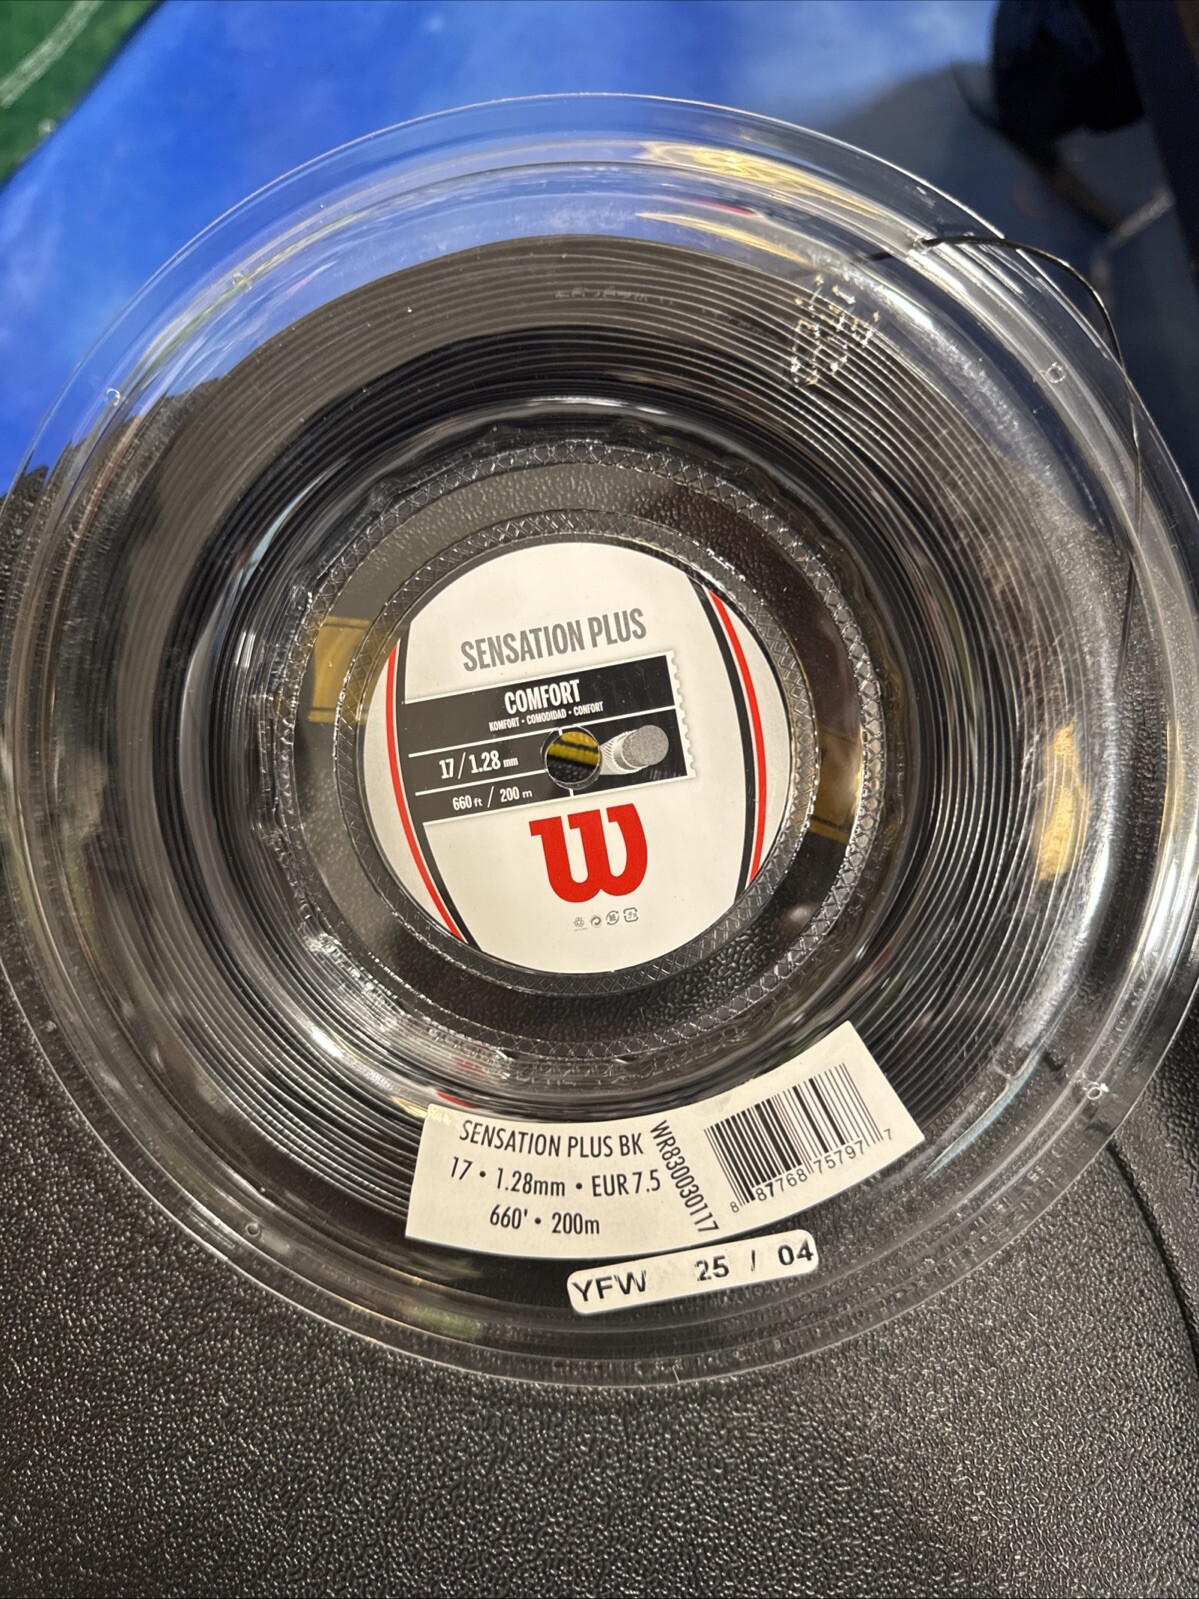 SENSATION PLUS
COMFORT
KOMFORT • COMODIDAD • CONFORT
17 / 1.28 mm
660 ft / 200 m
W
SENSATION PLUS BK
17 • 1.28mm • EUR 7.5
660' • 200m
WR830030117
8 87768 75797 7
YFW 25 / 04